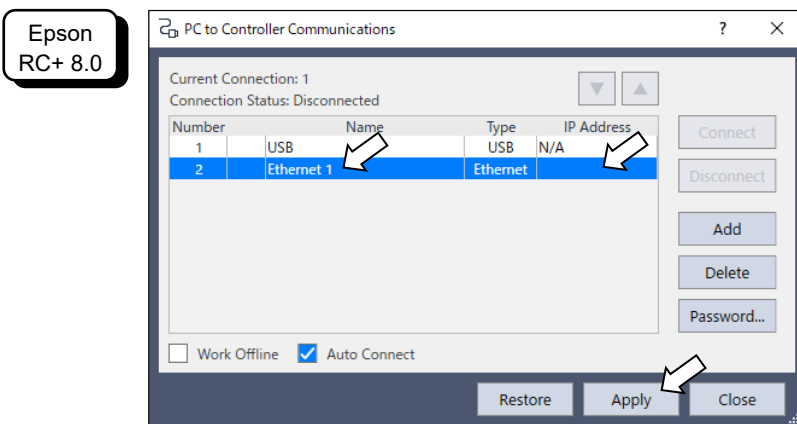 Epson
RC+ 8.0
PC to Controller Communications
?
Current Connection: 1
Connection Status: Disconnected
Number Name Type IP Address
1 USB USB N/A
2 Ethernet 1 Ethernet
Connect
Disconnect
Add
Delete
Password...
Work Offline Auto Connect
Restore Apply Close